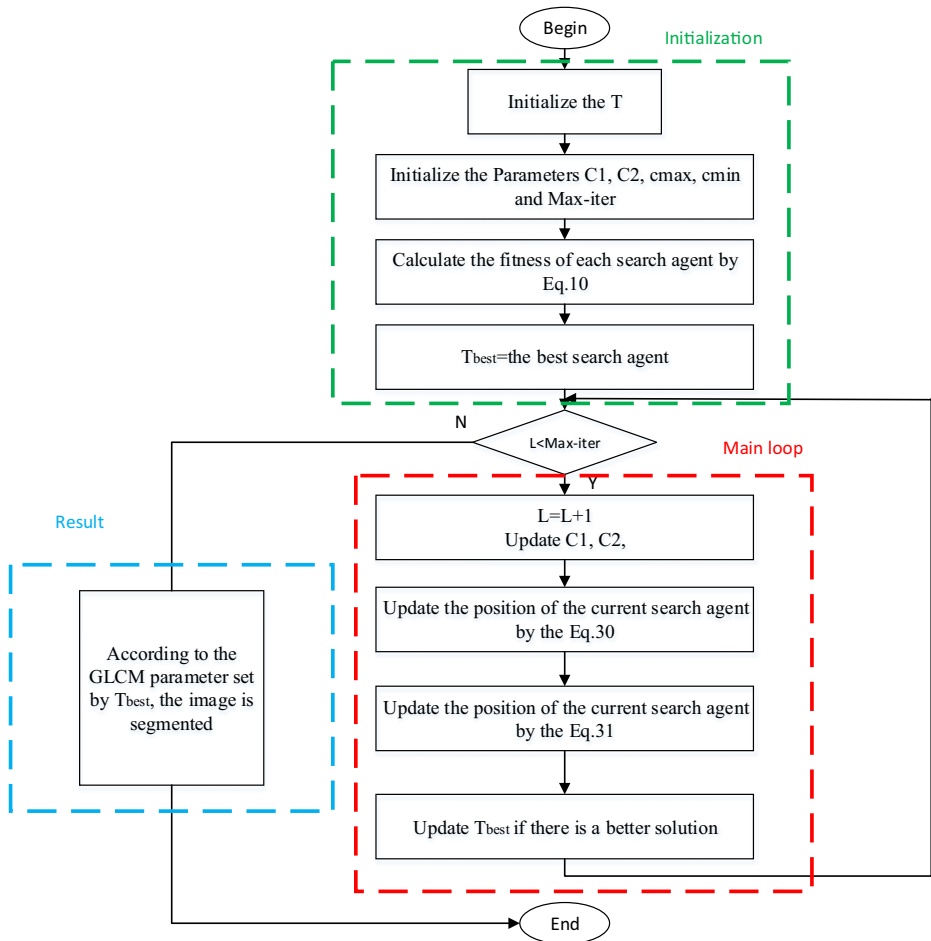 Begin
Initialization
Initialize the T
Initialize the Parameters C1, C2, cmax, cmin
and Max-iter
Calculate the fitness of each search agent by
Eq.10
Tbest=the best search agent
N
L<Max-iter
Main loop
Y
Result
L=L+1
Update C1, C2,
Update the position of the current search agent
by the Eq.30
According to the
GLCM parameter set
by Tbest, the image is
segmented
Update the position of the current search agent
by the Eq.31
Update Tbest if there is a better solution
End